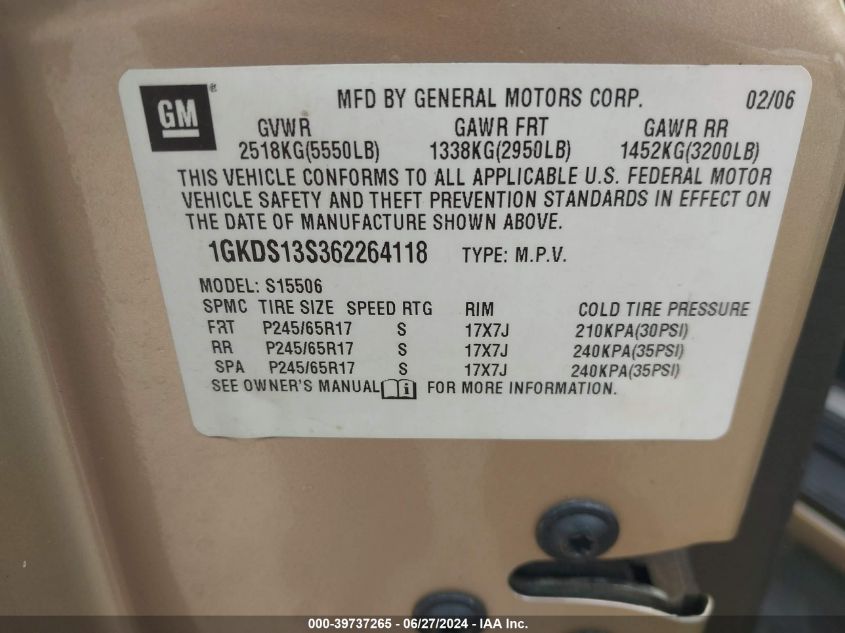 GM® MFD BY GENERAL MOTORS CORP. 02/06
GVWR GAWR FRT GAWR RR
2518KG(5550LB) 1338KG(2950LB) 1452KG(3200LB)
THIS VEHICLE CONFORMS TO ALL APPLICABLE U.S. FEDERAL MOTOR
VEHICLE SAFETY AND THEFT PREVENTION STANDARDS IN EFFECT ON
THE DATE OF MANUFACTURE SHOWN ABOVE.
1GKDS13S362264118 TYPE: M.P.V.
MODEL: S15506
SPMC TIRE SIZE SPEED RTG RIM COLD TIRE PRESSURE
FRT P245/65R17 S 17X7J 210KPA(30PSI)
RR P245/65R17 S 17X7J 240KPA(35PSI)
SPA P245/65R17 S 17X7J 240KPA(35PSI)
SEE OWNER'S MANUAL i FOR MORE INFORMATION.
000-39737265 - 06/27/2024 - IAA Inc.